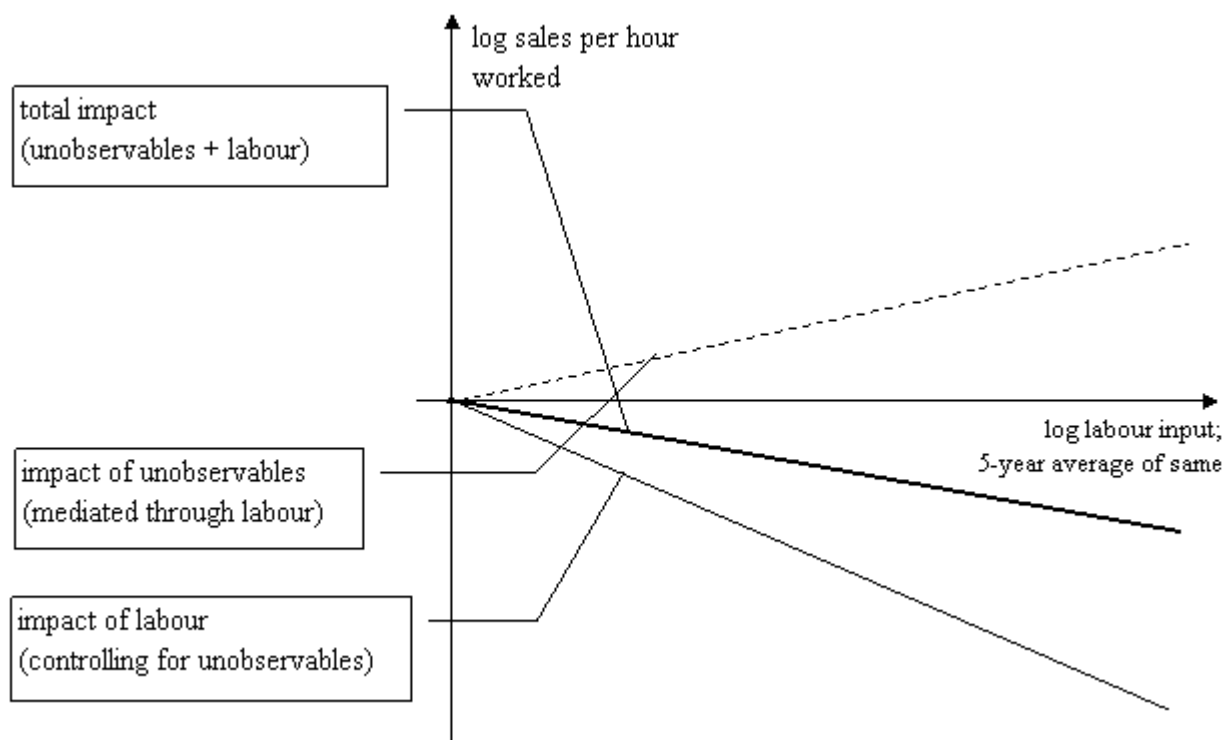 log sales per hour
worked
total impact
(unobservables + labour)
log labour input;
5-year average of same
impact of unobservables
(mediated through labour)
impact of labour
(controlling for unobservables)